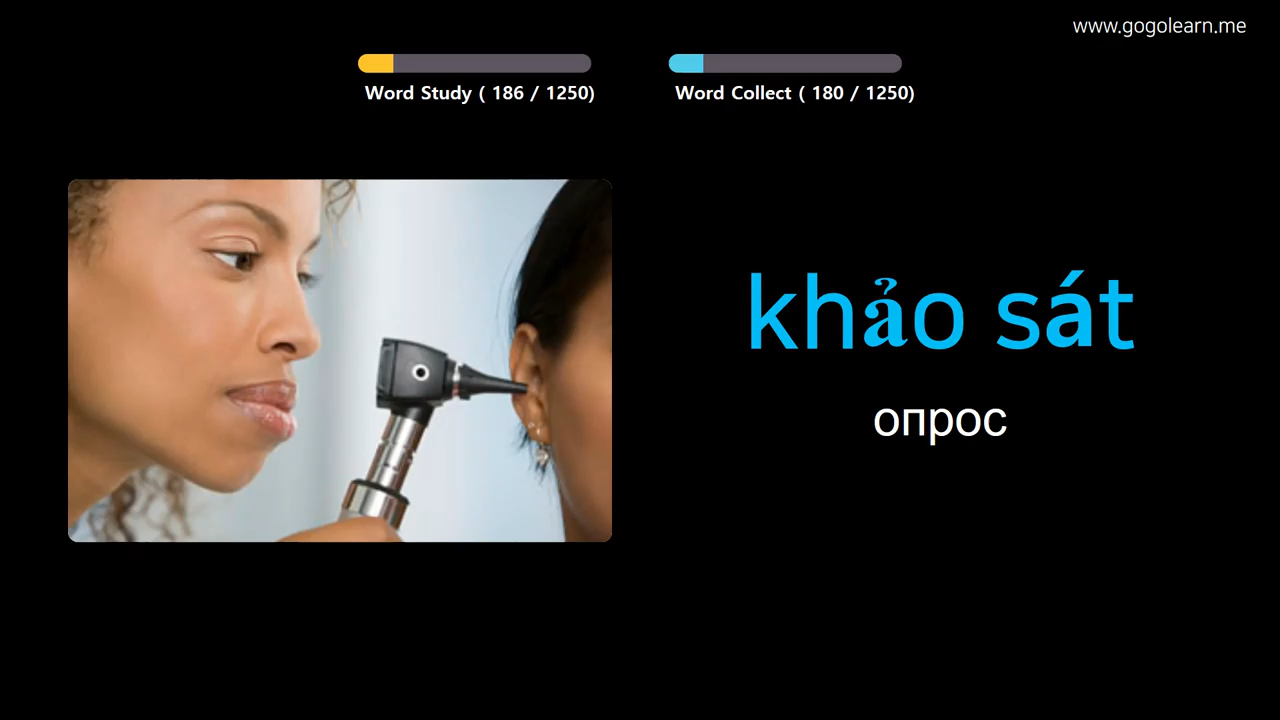 www.gogolearn.me
Word Study ( 186 / 1250)
Word Collect ( 180 / 1250)
khảo sát
опрос